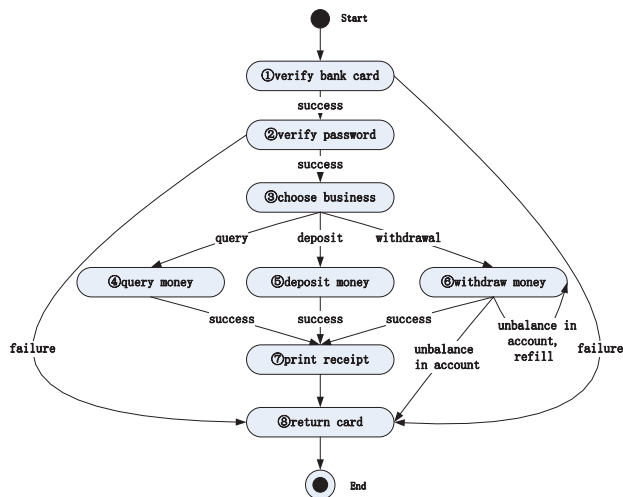 Start
①verify bank card
success
②verify password
success
③choose business
query
deposit
withdrawal
④query money
⑤deposit money
⑥withdraw money
success
success
success
unbalance in
account,
refill
failure
unbalance
in account
failure
⑦print receipt
⑧return card
End